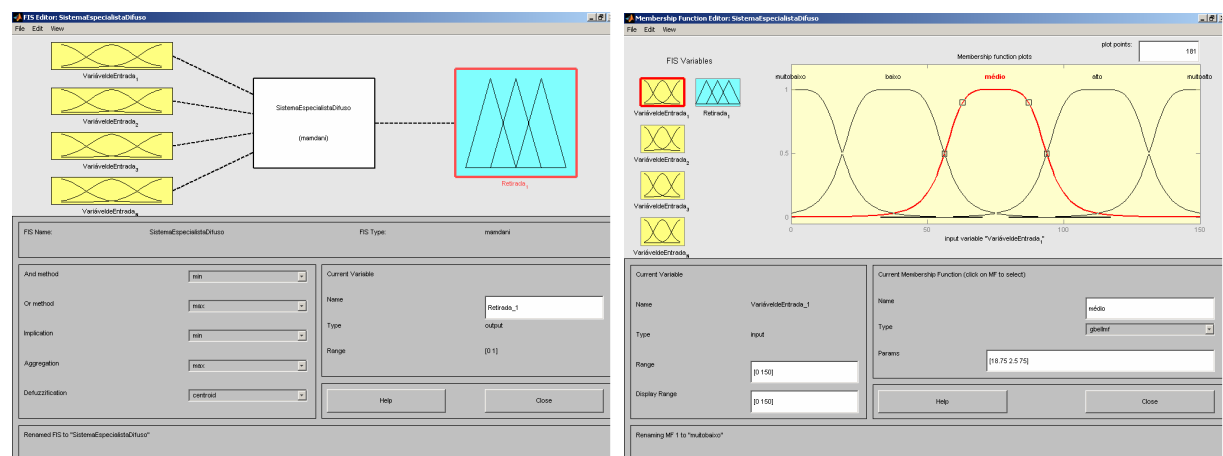 FIS Editor: SistemaEspecialistaDifuso
File Edit View
VariáveldeEntrada1
VariáveldeEntrada2
VariáveldeEntrada3
VariáveldeEntrada
SistemaEspecialistaDifuso
(mamdani)
Retirada1
FIS Name: SistemaEspecialistaDifuso FIS Type: mamdani
And method min
Or method max
Implication min
Aggregation max
Defuzzification centroid
Current Variable
Name Retirada_1
Type output
Range [0 1]
Help Close
Renamed FIS to "SistemaEspecialistaDifuso"
Membership Function Editor: SistemaEspecialistaDifuso
File Edit View
FIS Variables
VariáveldeEntrada1 Retirada1
VariáveldeEntrada2
VariáveldeEntrada3
VariáveldeEntrada
plot points: 181
Membership function plots
muitobaixo baixo médio alto muitoalto
1
0.5
0
0 50 100 150
input variable "VariáveldeEntrada1"
Current Variable
Name VariáveldeEntrada_1
Type input
Range [0 150]
Display Range [0 150]
Current Membership Function (click on MF to select)
Name médio
Type gbellmf
Params [18.75 2.5 75]
Help Close
Renaming MF 1 to "muitobaixo"